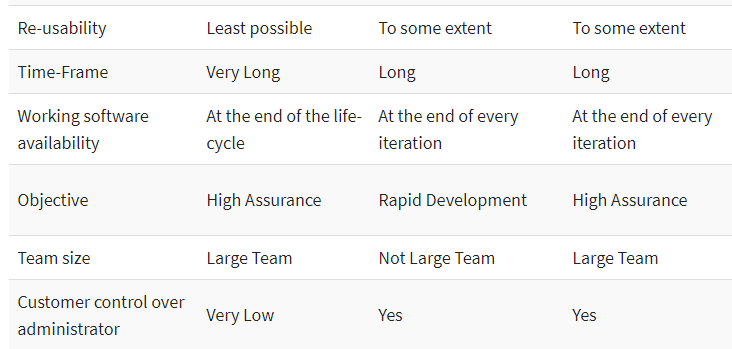 Re-usability Least possible To some extent To some extent
Time-Frame Very Long Long Long
Working software At the end of the life- At the end of every At the end of every
availability cycle iteration iteration
Objective High Assurance Rapid Development High Assurance
Team size Large Team Not Large Team Large Team
Customer control over
administrator Very Low Yes Yes